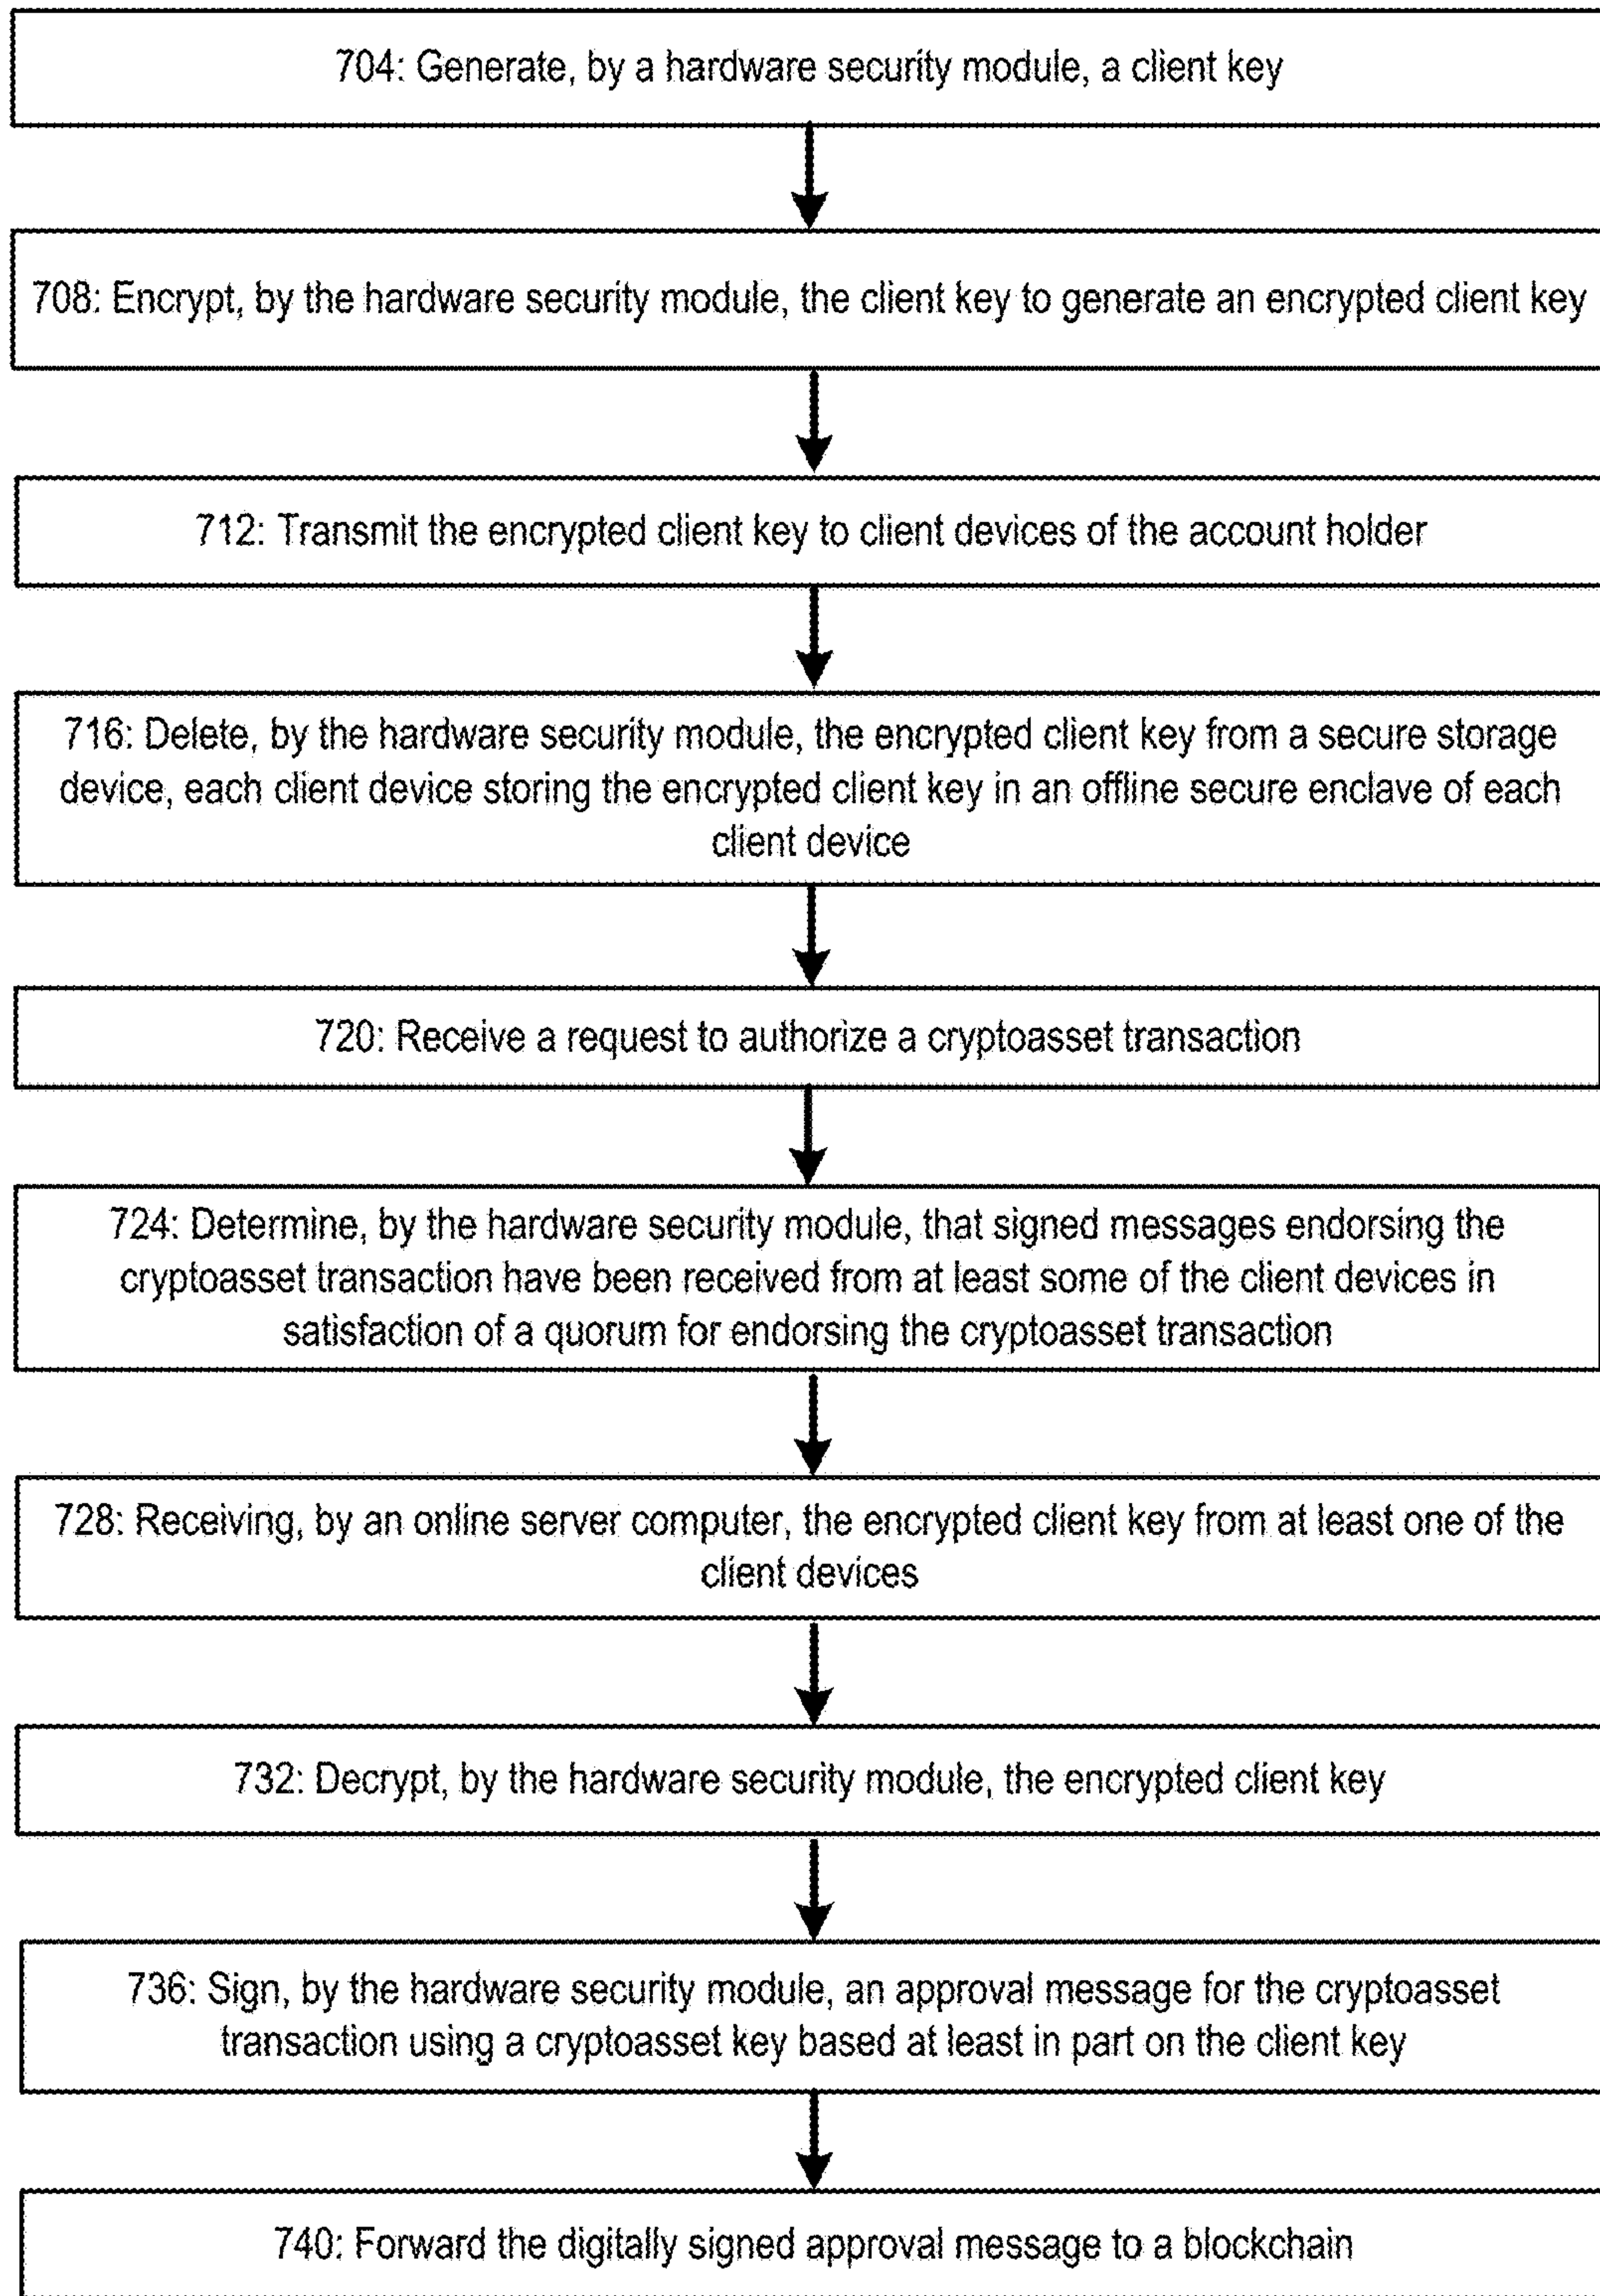 704: Generate, by a hardware security module, a client key
708: Encrypt, by the hardware security module, the client key to generate an encrypted client key
712: Transmit the encrypted client key to client devices of the account holder
716: Delete, by the hardware security module, the encrypted client key from a secure storage
device, each client device storing the encrypted client key in an offline secure enclave of each
client device
720: Receive a request to authorize a cryptoasset transaction
724: Determine, by the hardware security module, that signed messages endorsing the
cryptoasset transaction have been received from at least some of the client devices in
satisfaction of a quorum for endorsing the cryptoasset transaction
728: Receiving, by an online server computer, the encrypted client key from at least one of the
client devices
732: Decrypt, by the hardware security module, the encrypted client key
736: Sign, by the hardware security module, an approval message for the cryptoasset
transaction using a cryptoasset key based at least in part on the client key
740: Forward the digitally signed approval message to a blockchain